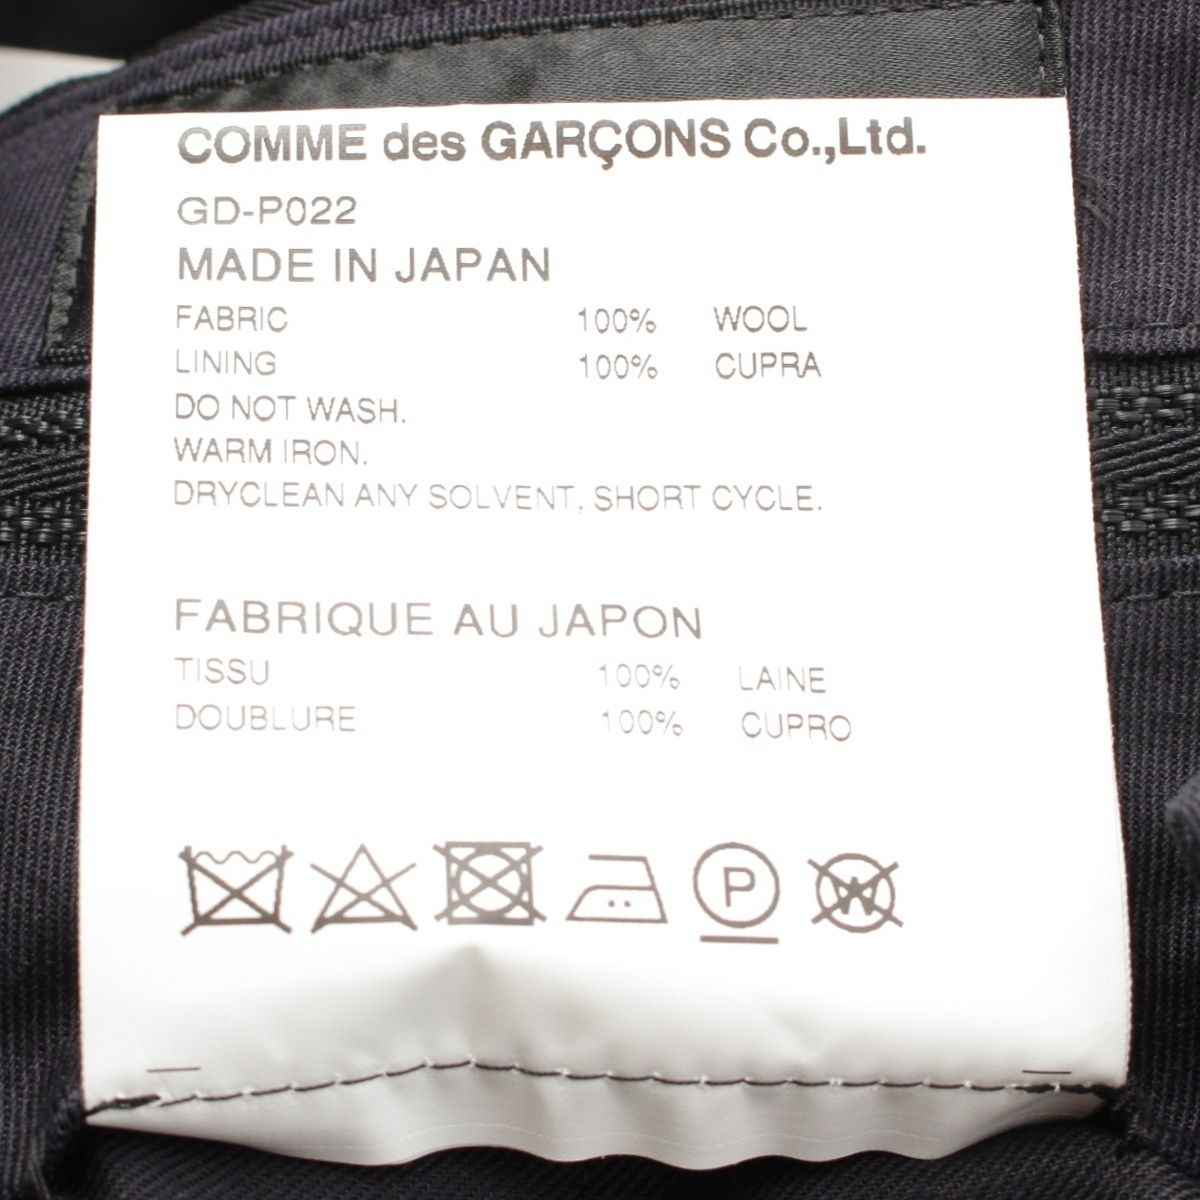 COMME des GARÇONS Co.,Ltd.
GD-P022
MADE IN JAPAN
FABRIC 100% WOOL
LINING 100% CUPRA
DO NOT WASH.
WARM IRON.
DRYCLEAN ANY SOLVENT, SHORT CYCLE.
FABRIQUE AU JAPON
TISSU 100% LAINE
DOUBLURE 100% CUPRO
P W